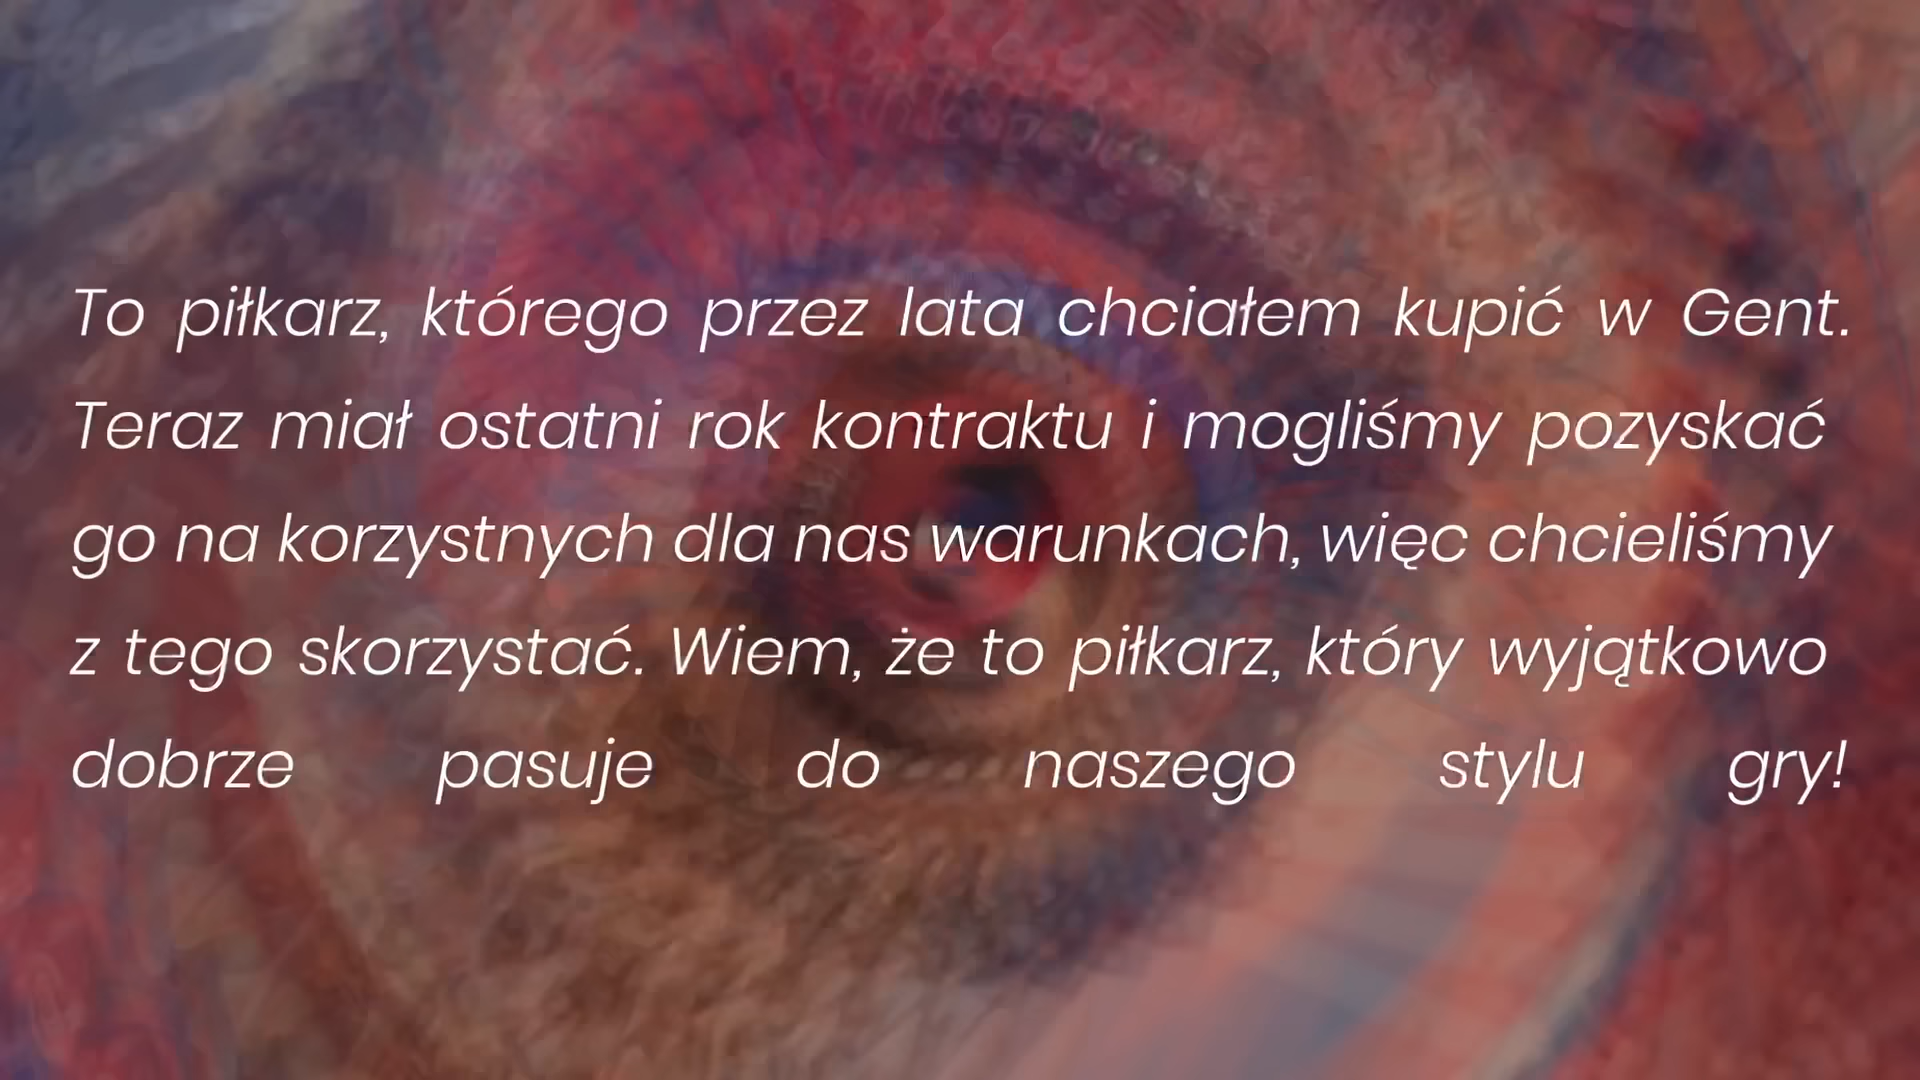 To piłkarz, którego przez lata chciałem kupić w Gent.
Teraz miał ostatni rok kontraktu i mogliśmy pozyskać
go na korzystnych dla nas warunkach, więc chcieliśmy
z tego skorzystać. Wiem, że to piłkarz, który wyjątkowo
dobrze pasuje do naszego stylu gry!